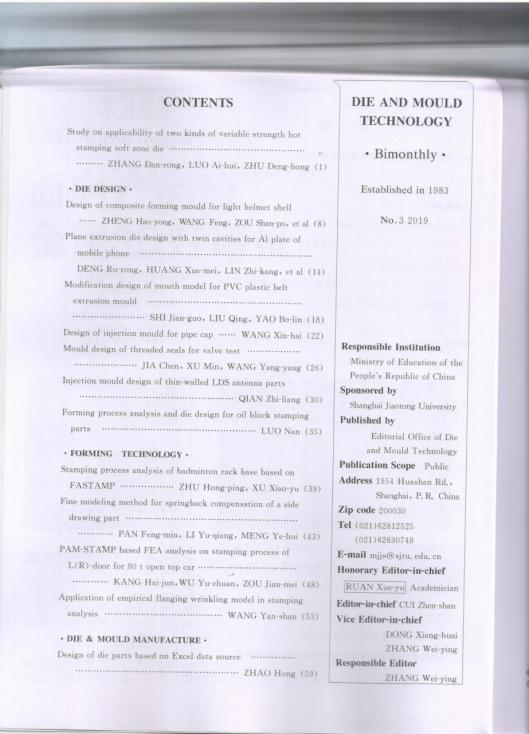 CONTENTS
Study on applicability of two kinds of variable strength hot
stamping soft zone die ……………………………………
……… ZHANG Dan-rong, LUO Ai-hui, ZHU Deng-hong (1)
· DIE DESIGN ·
Design of composite forming mould for light helmet shell
…… ZHENG Hao-yong, WANG Feng, ZOU Shan-po, et al (8)
Plane extrusion die design with twin cavities for Al plate of
mobile phone ……………………………………………
DENG Ru-rong, HUANG Xue-mei, LIN Zhi-kang, et al (14)
Modification design of mouth model for PVC plastic belt
extrusion mould ……………………………………
………………… SHI Jian-guo, LIU Qing, YAO Bo-lin (18)
Design of injection mould for pipe cap …… WANG Xin-hai (22)
Mould design of threaded seals for valve test ………………
……………… JIA Chen, XU Min, WANG Yang-yang (26)
Injection mould design of thin-walled LDS antenna parts
…………………………………… QIAN Zhi-liang (30)
Forming process analysis and die design for oil block stamping
parts …………………………………… LUO Nan (35)
· FORMING TECHNOLOGY ·
Stamping process analysis of badminton rack base based on
FASTAMP ……………… ZHU Hong-ping, XU Xiao-yu (39)
Fine modeling method for springback compensation of a side
drawing part ……………………………………………
………… PAN Feng-min, LI Yu-qiang, MENG Ye-hui (43)
PAM-STAMP based FEA analysis on stamping process of
L(R)-door for 80 t open top car ……………………………
………… KANG Hai-jun, WU Yu-chuan, ZOU Jian-mei (48)
Application of empirical flanging wrinkling model in stamping
analysis ……………………………… WANG Yan-shan (53)
· DIE & MOULD MANUFACTURE ·
Design of die parts based on Excel data source ……………
……………………………………… ZHAO Hong (59)
DIE AND MOULD
TECHNOLOGY
· Bimonthly ·
Established in 1983
No. 3 2019
Responsible Institution
Ministry of Education of the
People's Republic of China
Sponsored by
Shanghai Jiaotong University
Published by
Editorial Office of Die
and Mould Technology
Publication Scope Public
Address 1954 Huashan Rd.,
Shanghai, P. R. China
Zip code 200030
Tel (021)62812525
(021)62830749
E-mail mjjs@sjtu. edu. cn
Honorary Editor-in-chief
RUAN Xue-yu Academician
Editor-in-chief CUI Zhen-shan
Vice Editor-in-chief
DONG Xiang-huai
ZHANG Wei-ying
Responsible Editor
ZHANG Wei-ying